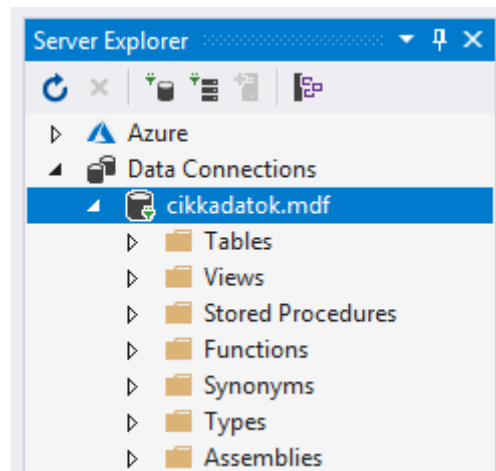 Server Explorer
Azure
Data Connections
cikkadatok.mdf
Tables
Views
Stored Procedures
Functions
Synonyms
Types
Assemblies